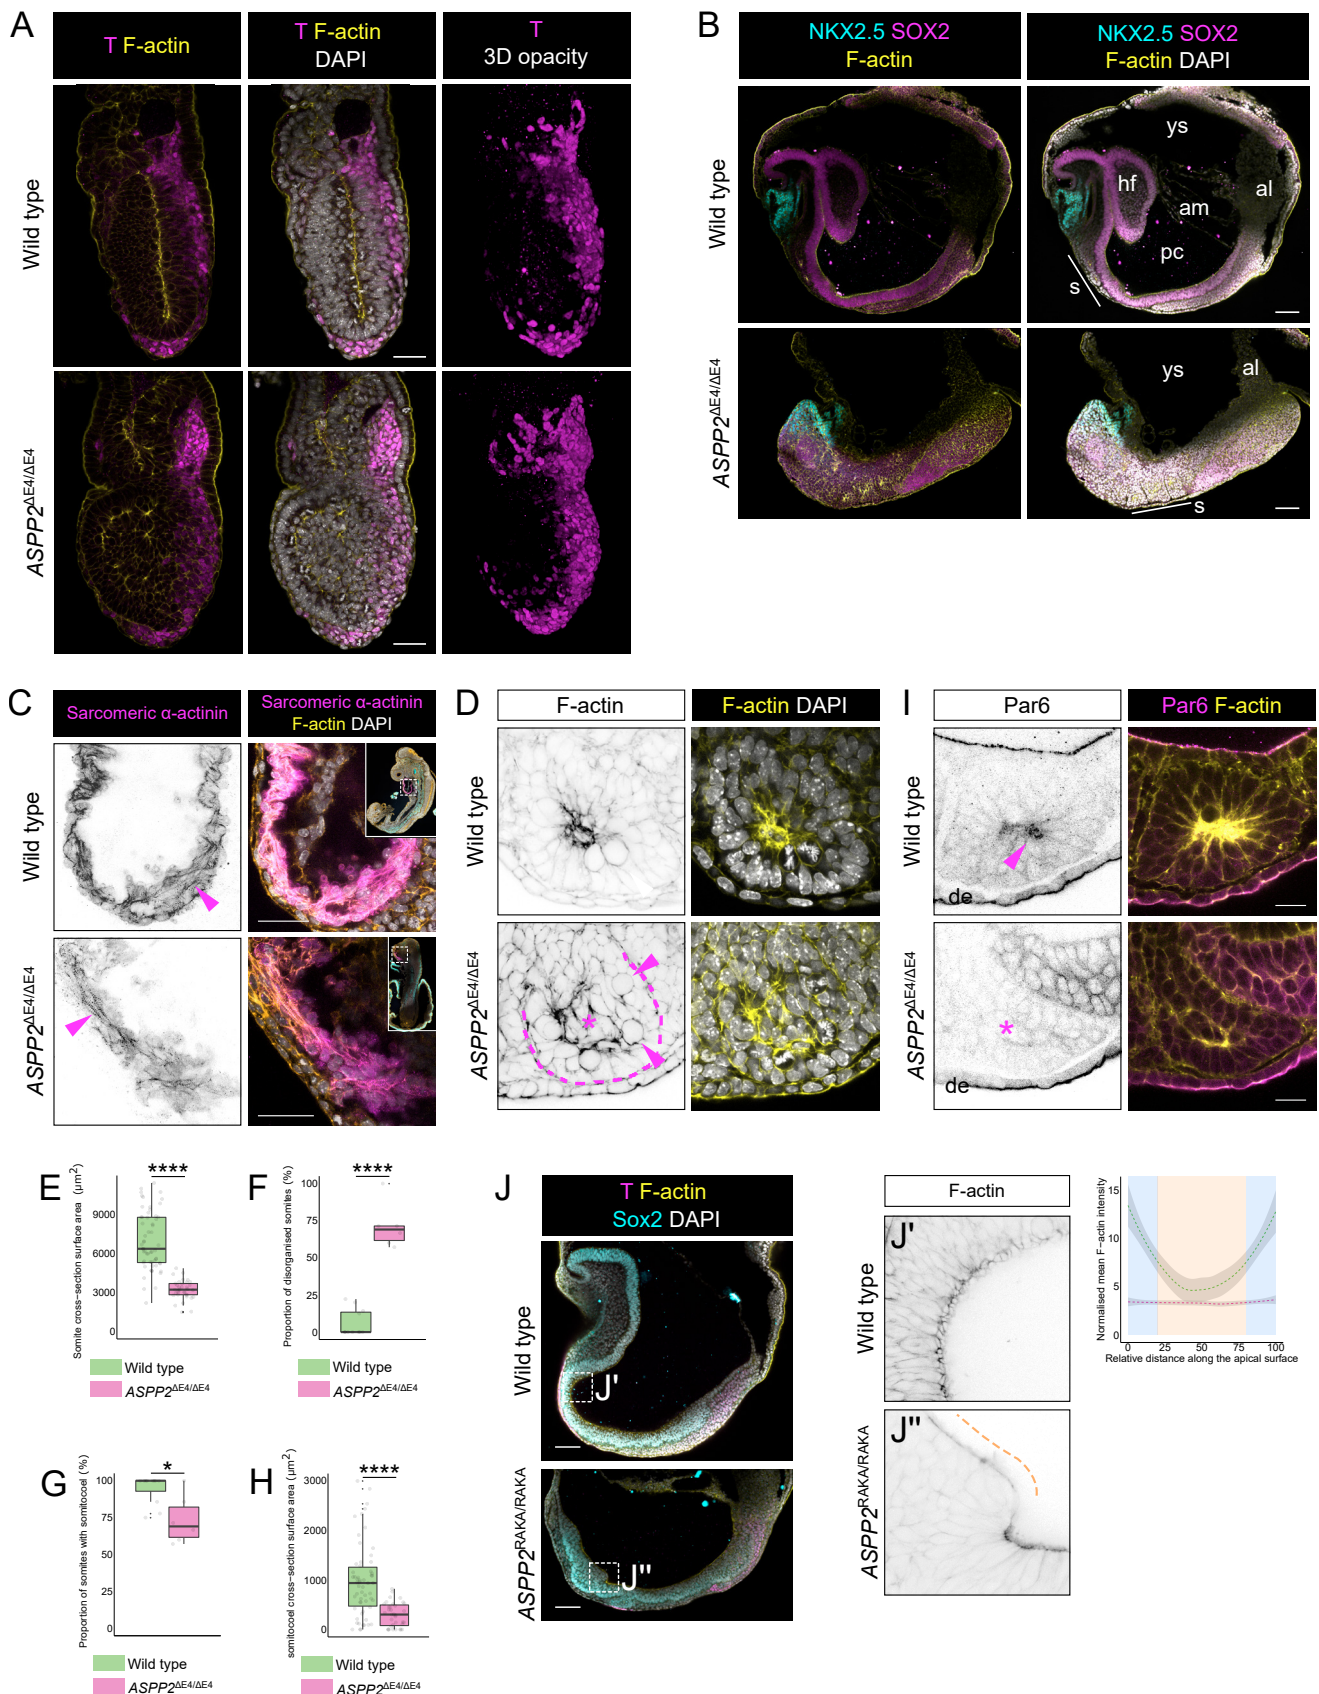 A
T F-actin
T F-actin
DAPI
T
3D opacity
Wild type
ASPP2ΔE4/ΔE4
B
NKX2.5 SOX2
F-actin
NKX2.5 SOX2
F-actin DAPI
Wild type
ys
hf
al
am
pc
s
ASPP2ΔE4/ΔE4
ys
al
s
C
Sarcomeric α-actinin
Sarcomeric α-actinin
F-actin DAPI
Wild type
ASPP2ΔE4/ΔE4
D
F-actin
F-actin DAPI
Wild type
ASPP2ΔE4/ΔE4
*
I
Par6
Par6 F-actin
Wild type
de
ASPP2ΔE4/ΔE4
*
de
E
****
Somite cross-section surface area (μm2)
9000
6000
3000
0
Wild type
ASPP2ΔE4/ΔE4
F
****
Proportion of disorganised somites (%)
100
75
50
25
0
Wild type
ASPP2ΔE4/ΔE4
G
*
Proportion of somites with somitocoel (%)
100
75
50
25
0
Wild type
ASPP2ΔE4/ΔE4
H
****
somitocoel cross-section surface area (μm2)
3000
2000
1000
0
Wild type
ASPP2ΔE4/ΔE4
J
T F-actin
Sox2 DAPI
Wild type
J'
ASPP2RAKA/RAKA
J"
F-actin
Wild type
J'
ASPP2RAKA/RAKA
J"
Normalised mean F-actin intensity
15
10
5
0
0 25 50 75 100
Relative distance along the apical surface